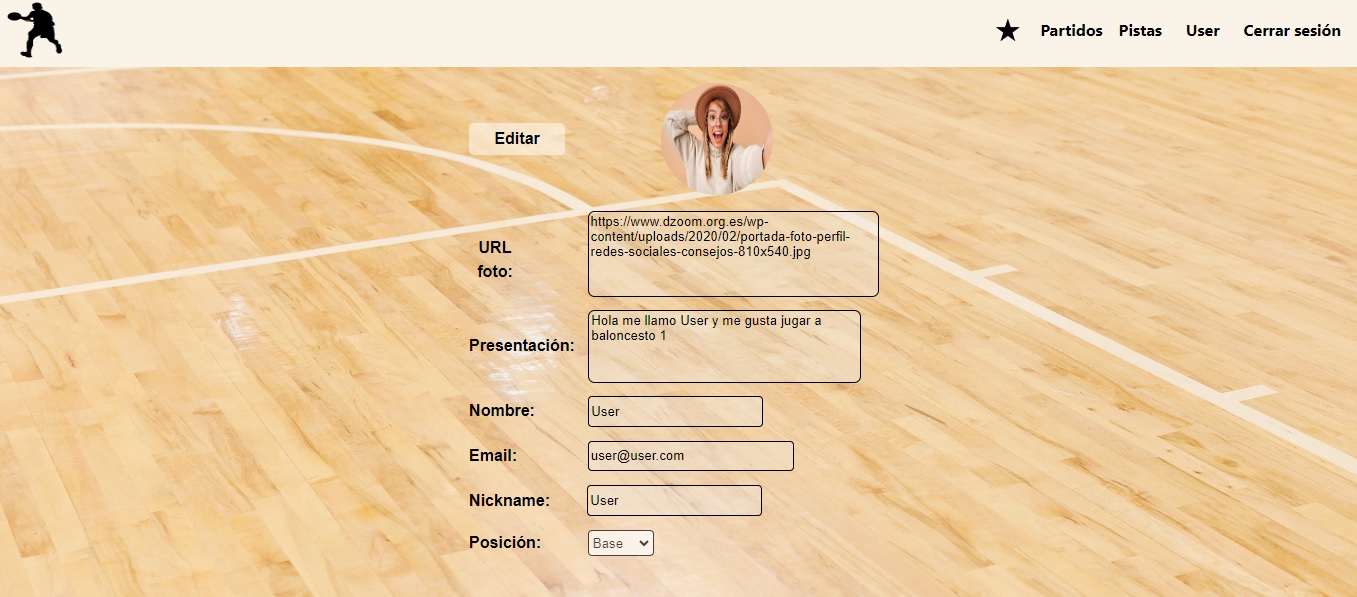 ★ Partidos Pistas User Cerrar sesión
Editar
URL
foto:
https://www.dzoom.org.es/wp-
content/uploads/2020/02/portada-foto-perfil-
redes-sociales-consejos-810x540.jpg
Presentación:
Hola me llamo User y me gusta jugar a
baloncesto 1
Nombre: User
Email: user@user.com
Nickname: User
Posición: Base